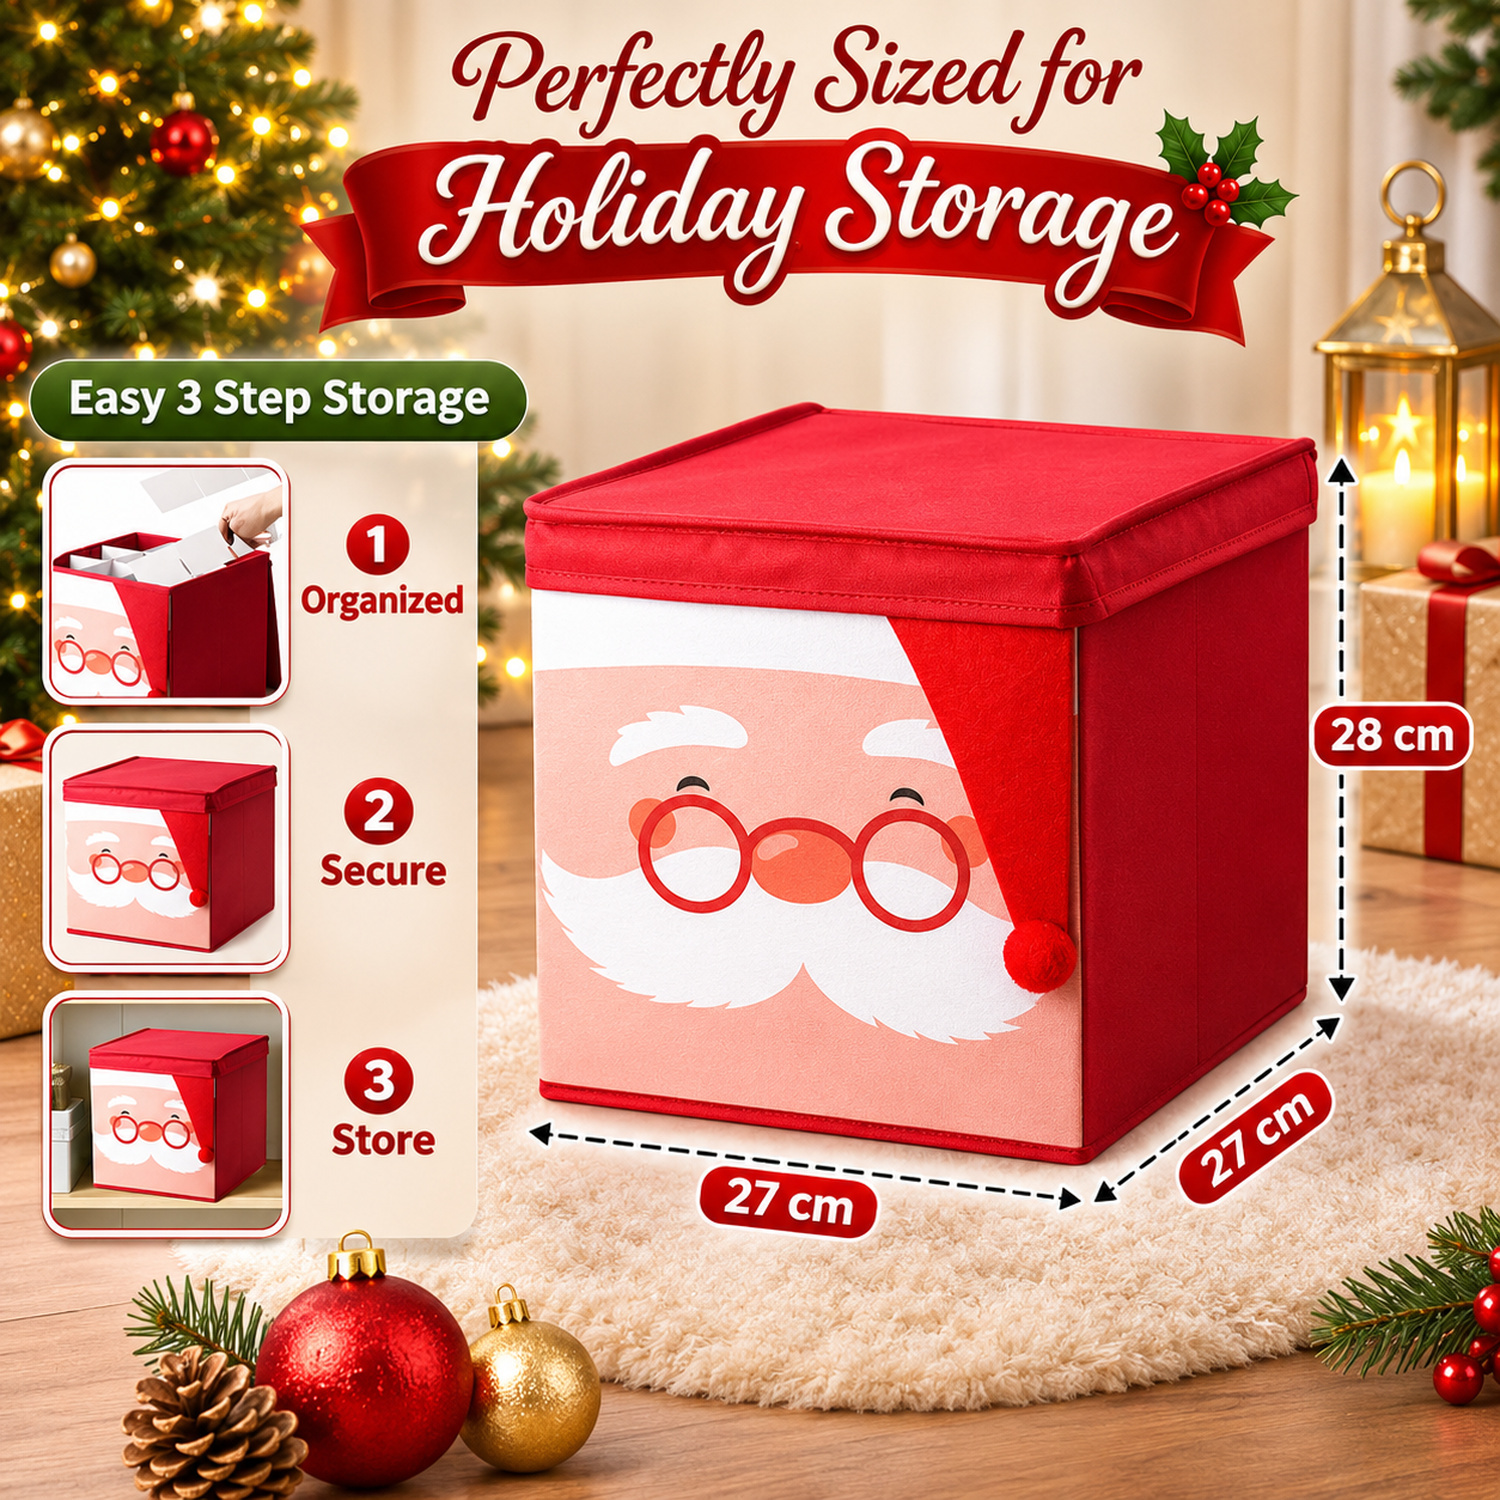 Perfectly Sized for
Holiday Storage
Easy 3 Step Storage
1
Organized
2
Secure
3
Store
28 cm
27 cm
27 cm